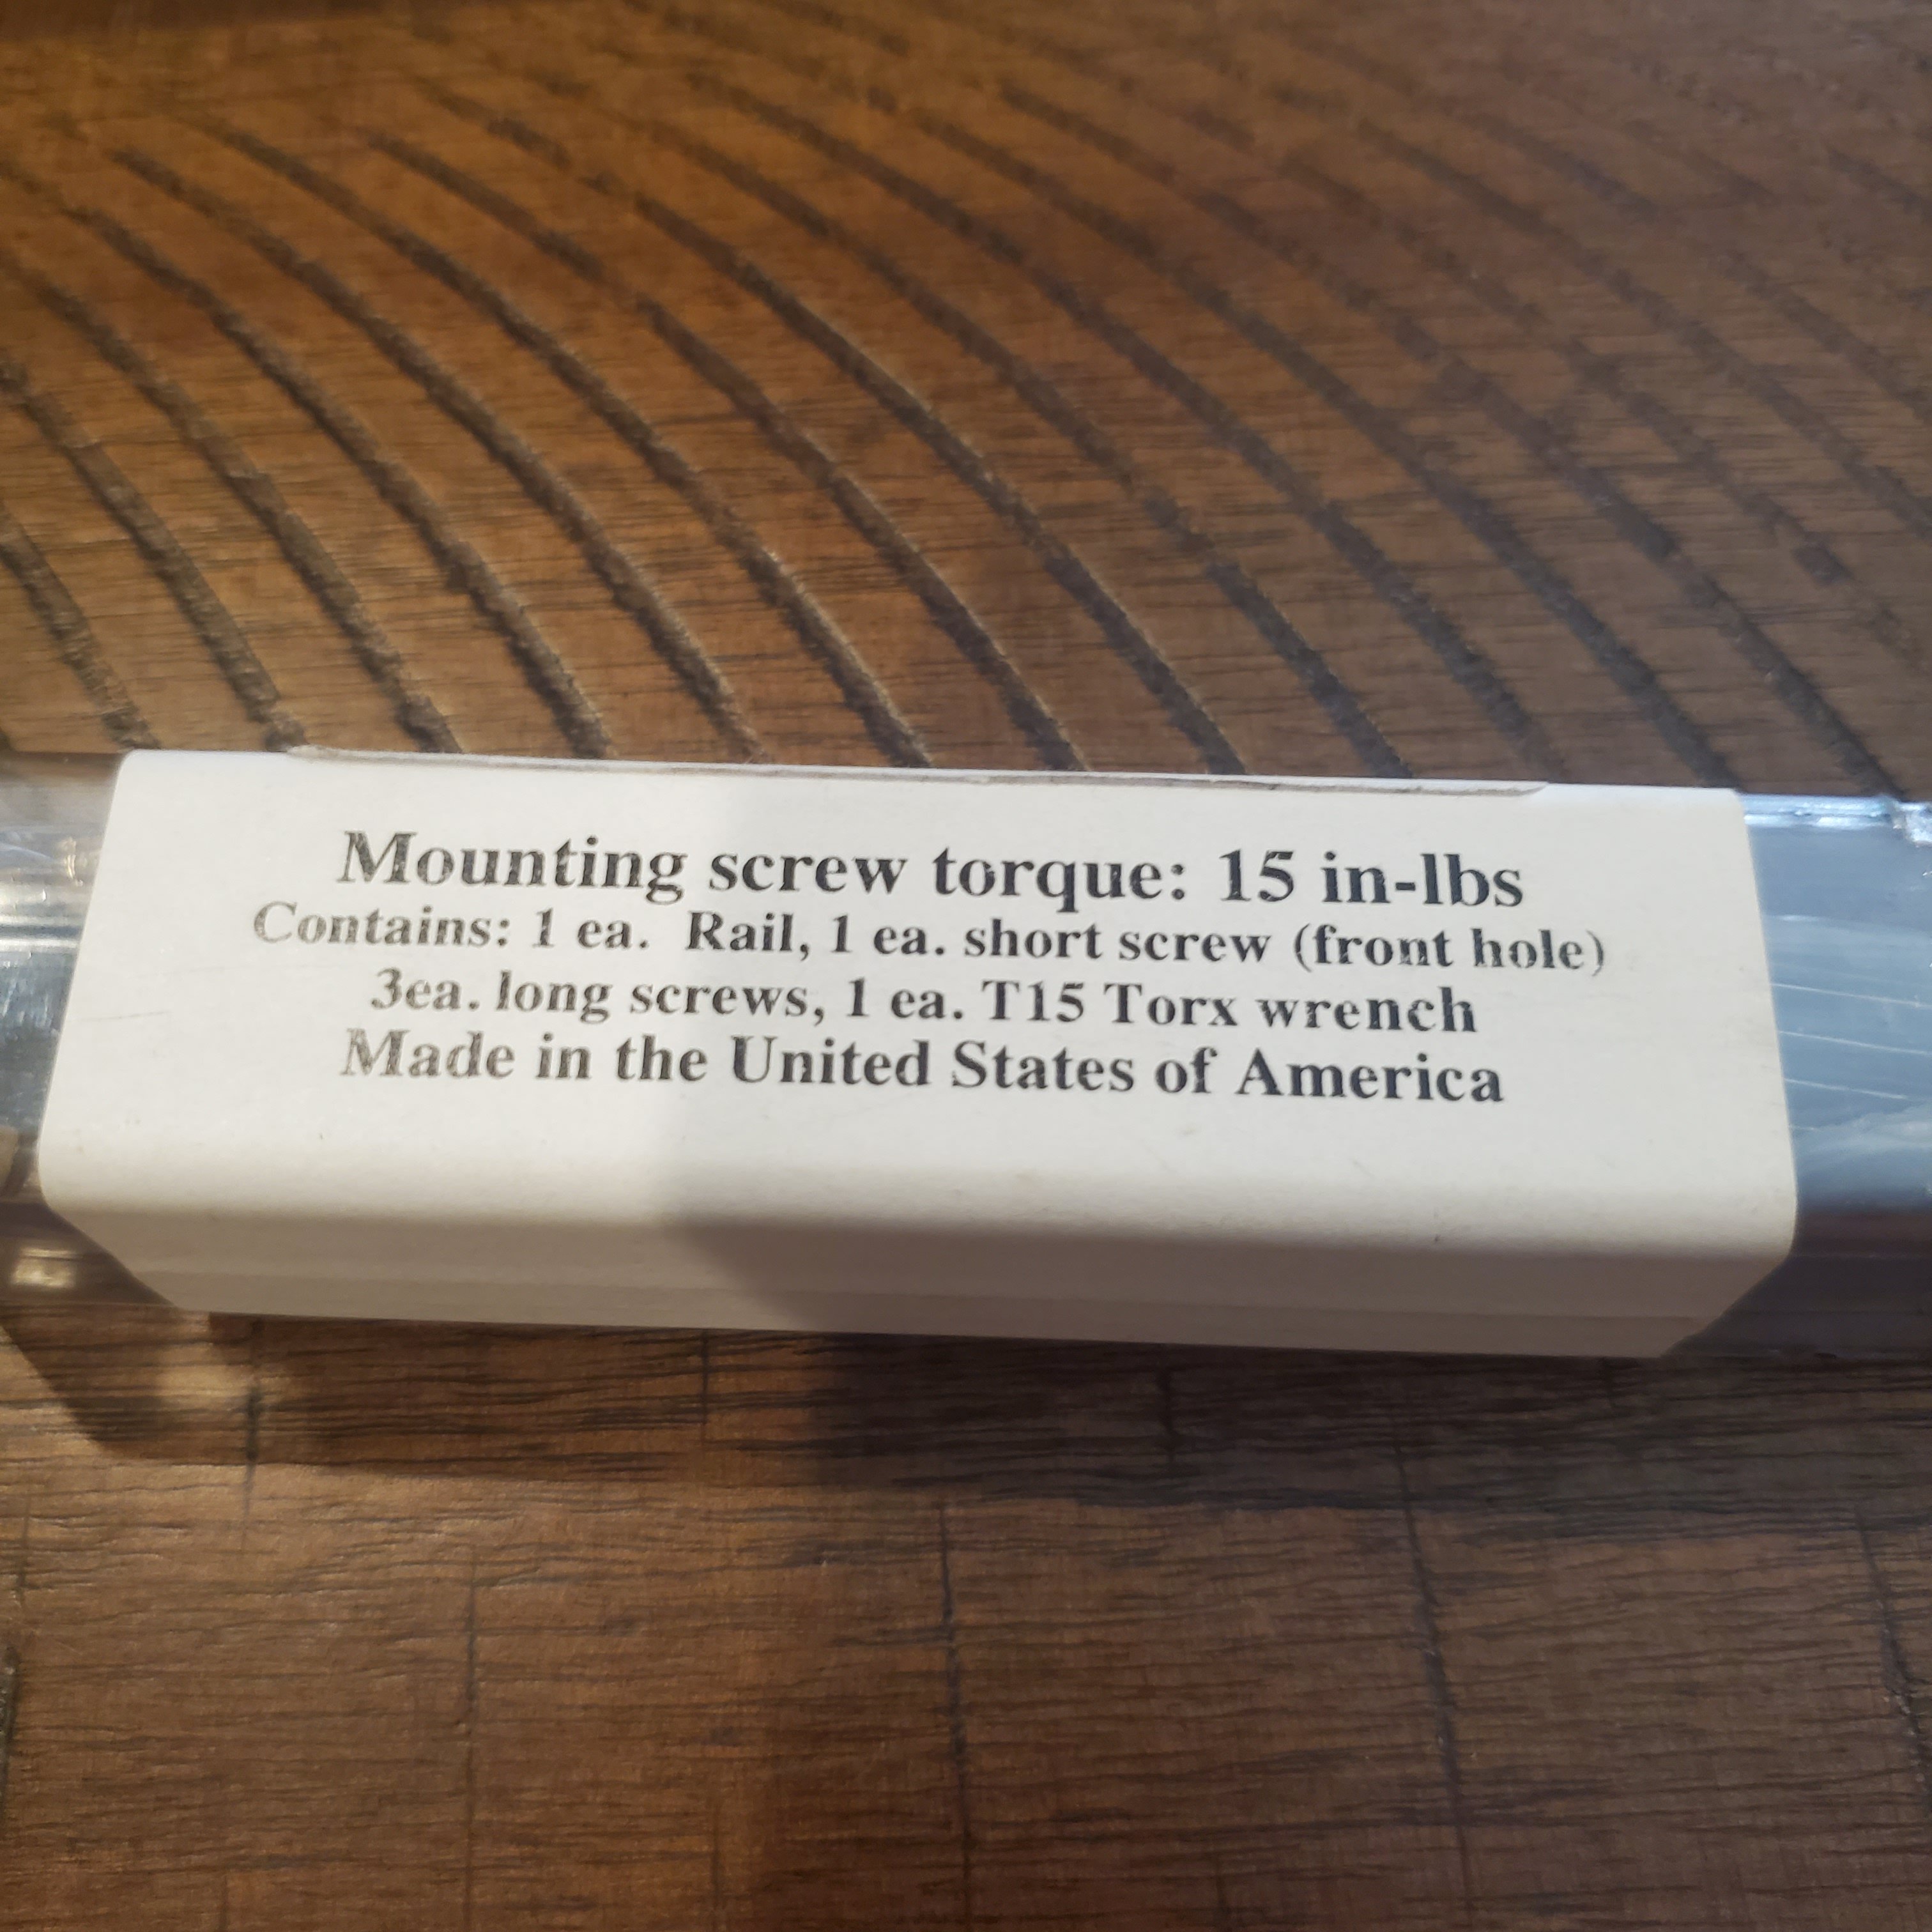 Mounting screw torque: 15 in-lbs
Contains: 1 ea. Rail, 1 ea. short screw (front hole)
3ea. long screws, 1 ea. T15 Torx wrench
Made in the United States of America